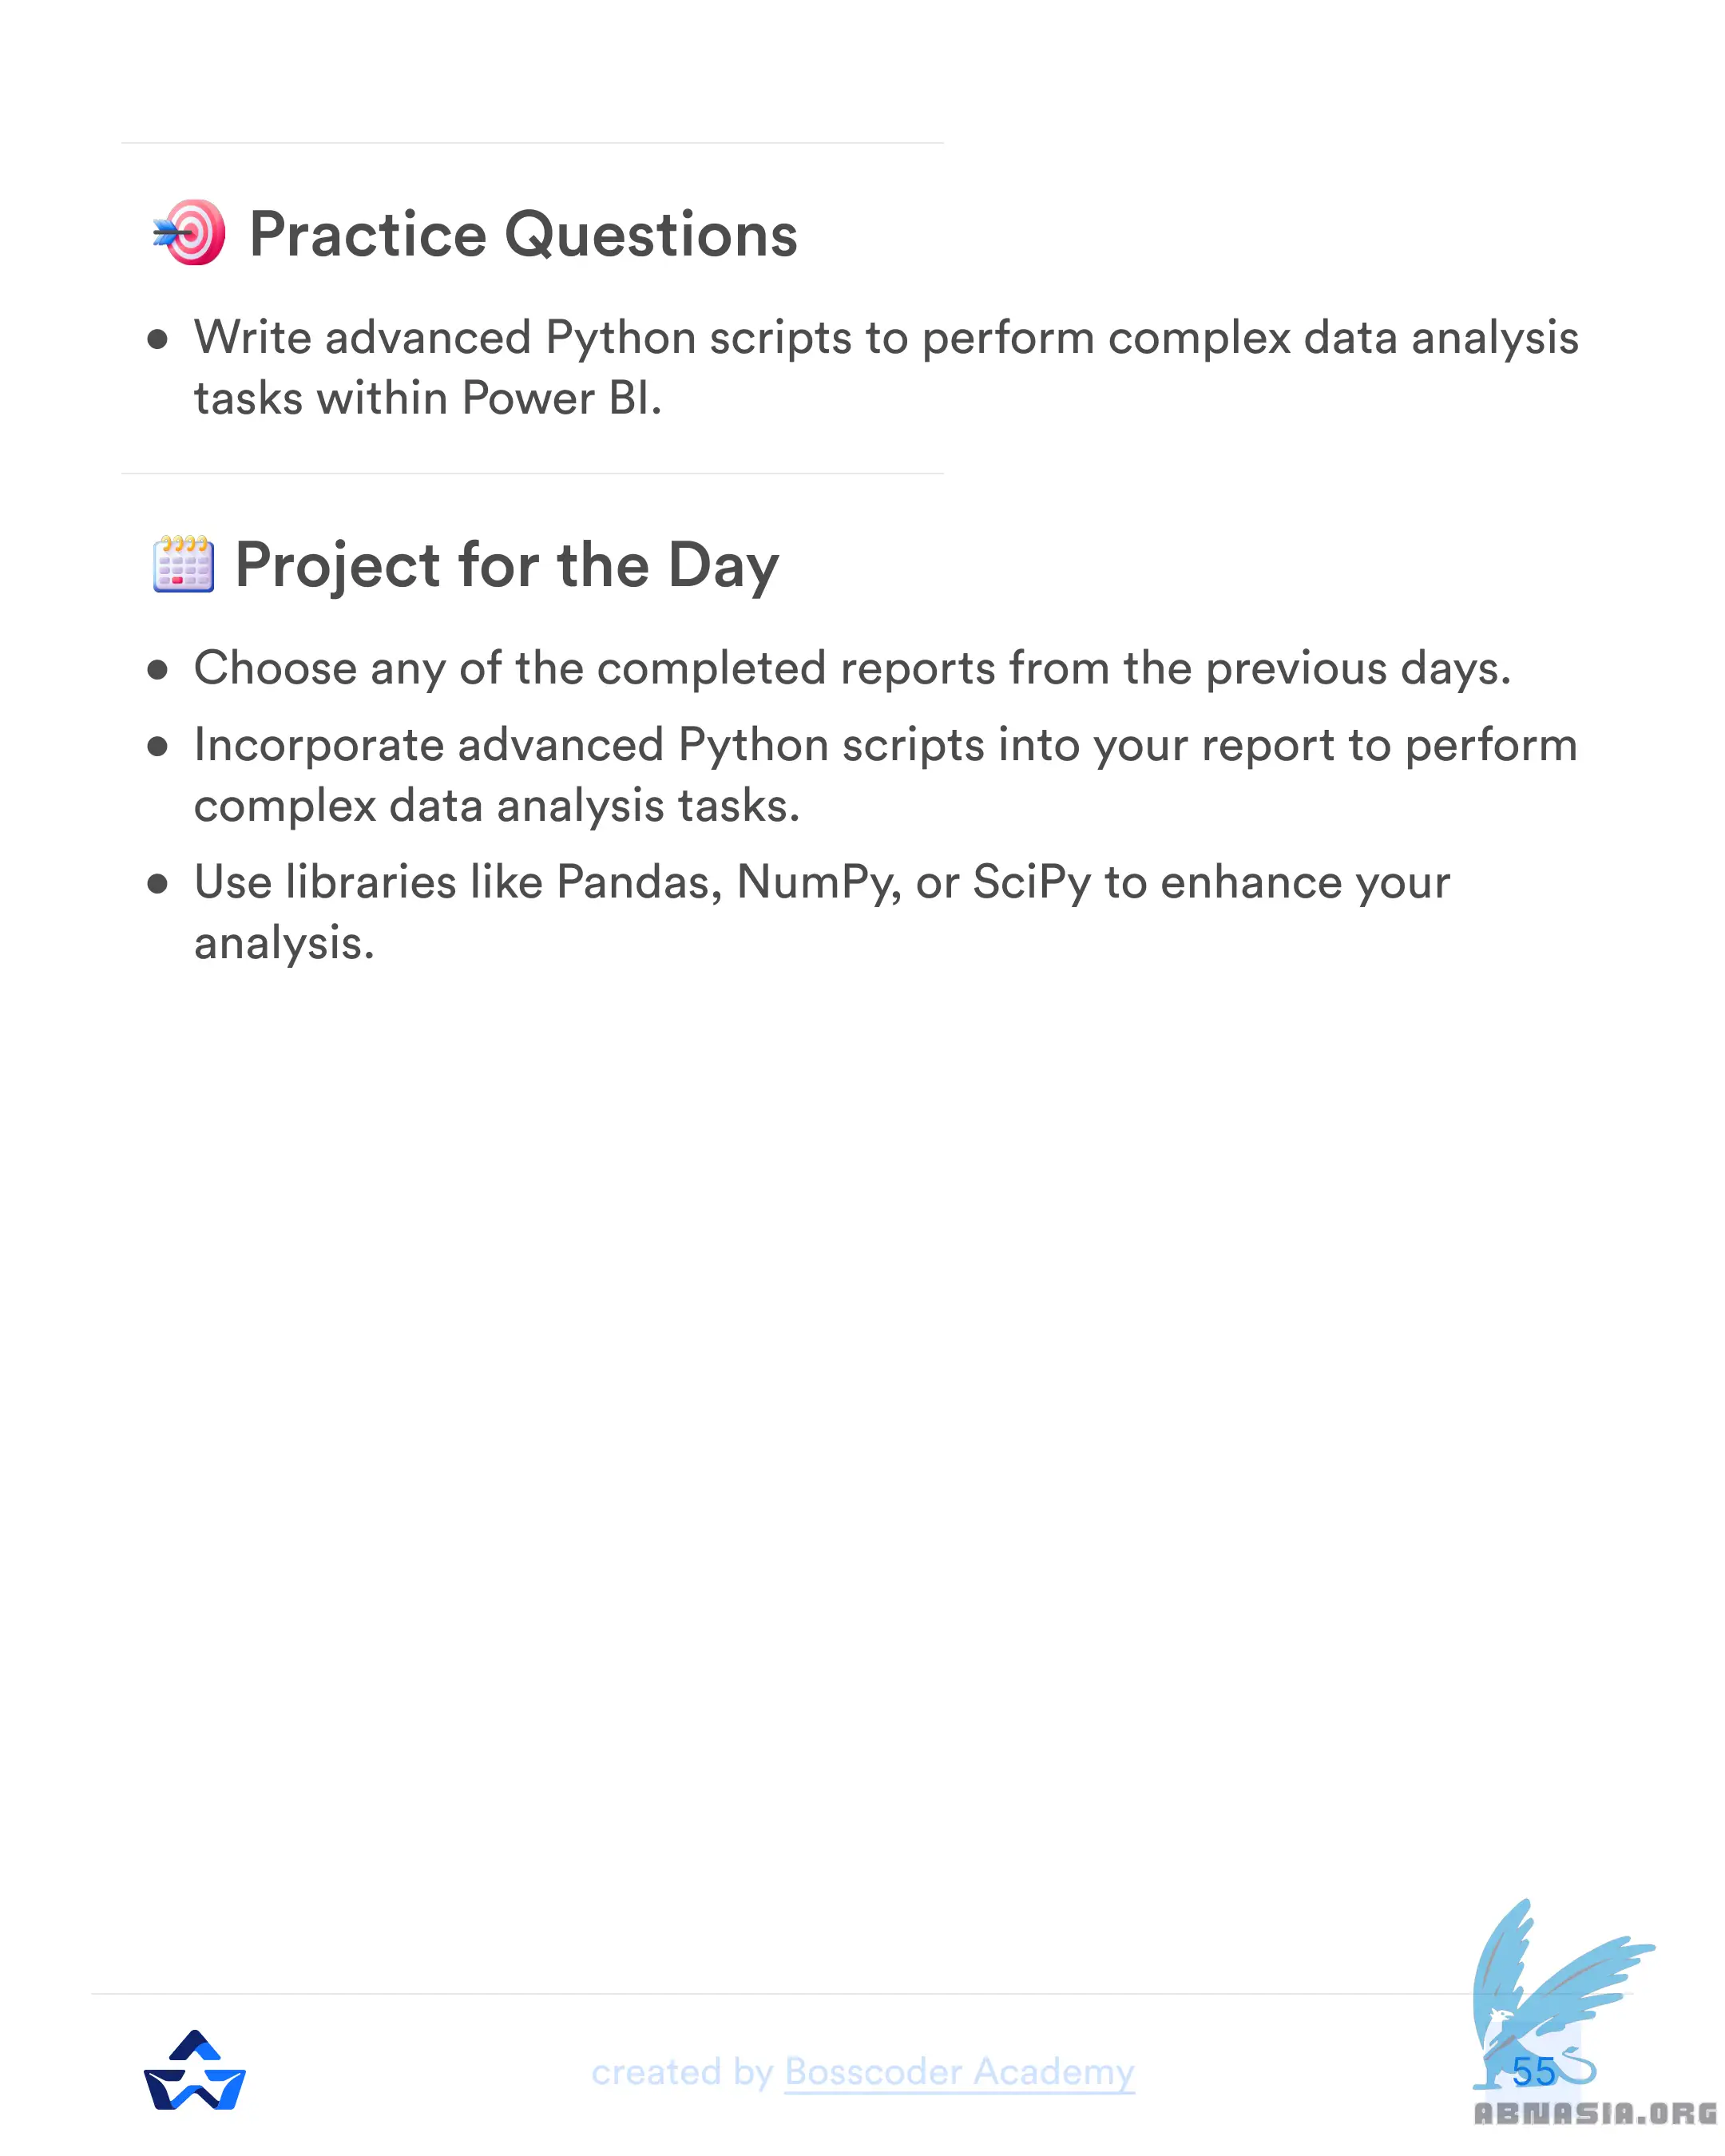 Practice Questions
● Write advanced Python scripts to perform complex data analysis
tasks within Power BI.
Project for the Day
● Choose any of the completed reports from the previous days.
● Incorporate advanced Python scripts into your report to perform
complex data analysis tasks.
● Use libraries like Pandas, NumPy, or SciPy to enhance your
analysis.
created by Bosscoder Academy
55
ABNASIA.ORG